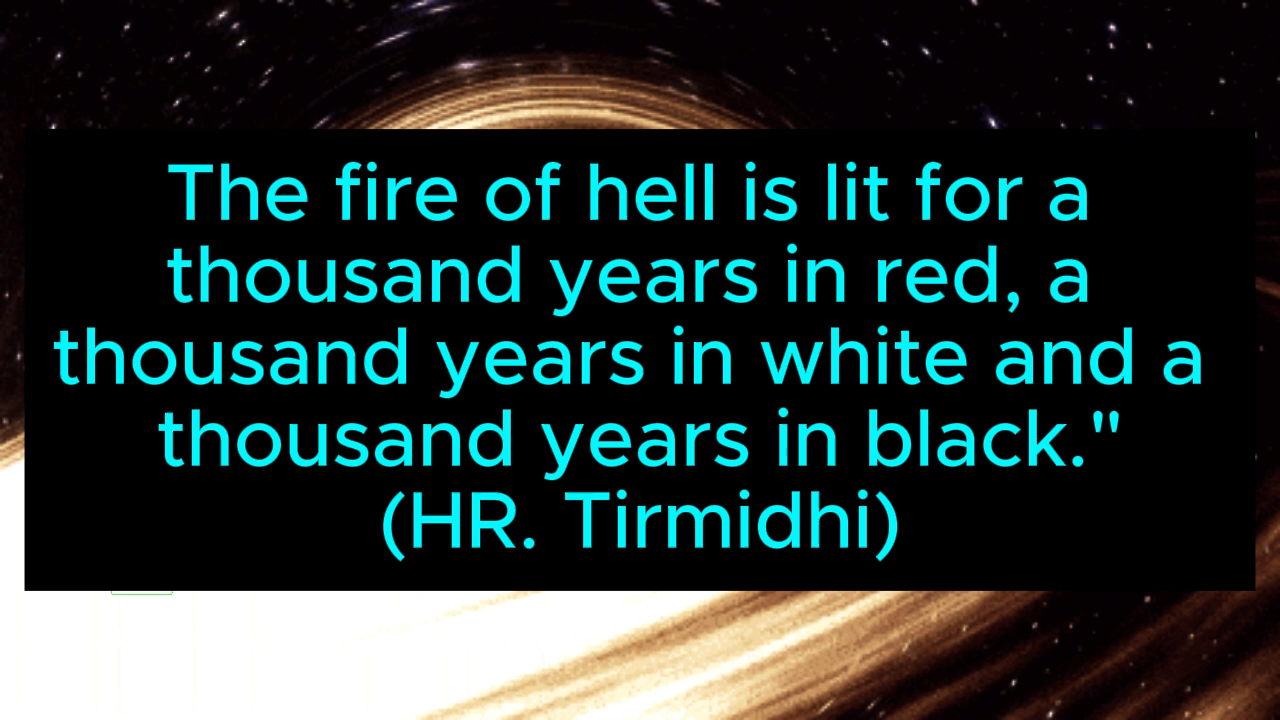 The fire of hell is lit for a
thousand years in red, a
thousand years in white and a
thousand years in black."
(HR. Tirmidhi)